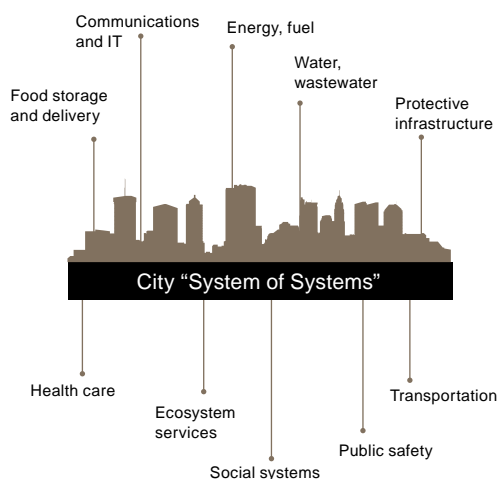 Communications
and IT
Energy, fuel
Water,
wastewater
Food storage
and delivery
Protective
infrastructure
City “System of Systems”
Health care
Ecosystem
services
Social systems
Public safety
Transportation